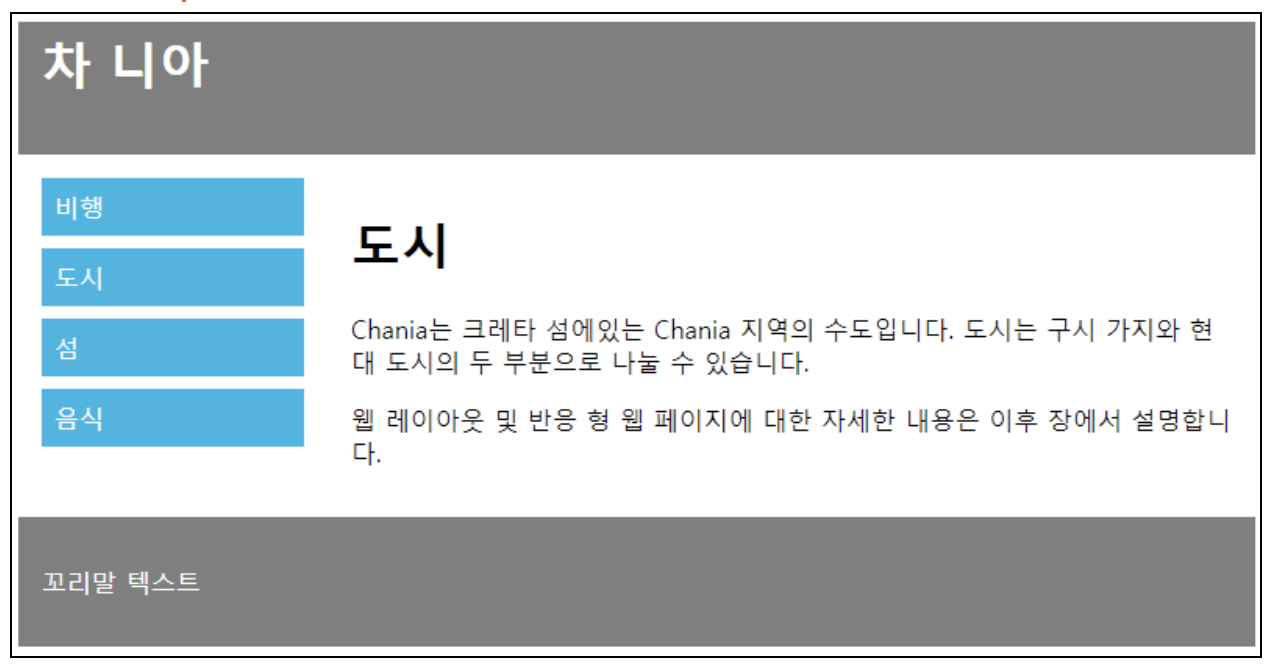 차 니아
비행
도시
섬
음식
도시
Chania는 크레타 섬에있는 Chania 지역의 수도입니다. 도시는 구시 가지와 현
대 도시의 두 부분으로 나눌 수 있습니다.
웹 레이아웃 및 반응 형 웹 페이지에 대한 자세한 내용은 이후 장에서 설명합니
다.
꼬리말 텍스트